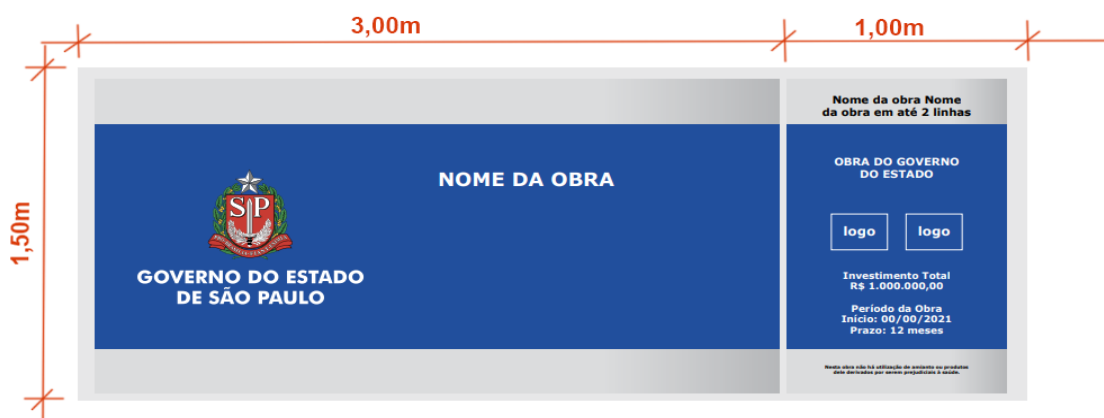 3,00m
1,00m
1,50m
Nome da obra Nome
da obra em até 2 linhas
NOME DA OBRA
SP
GOVERNO DO ESTADO
DE SÃO PAULO
OBRA DO GOVERNO
DO ESTADO
logo logo
Investimento Total
R$ 1.000.000,00
Período da Obra
Início: 00/00/2021
Prazo: 12 meses
Nesta obra não há utilização de amianto ou produtos
dele derivados por serem prejudiciais à saúde.